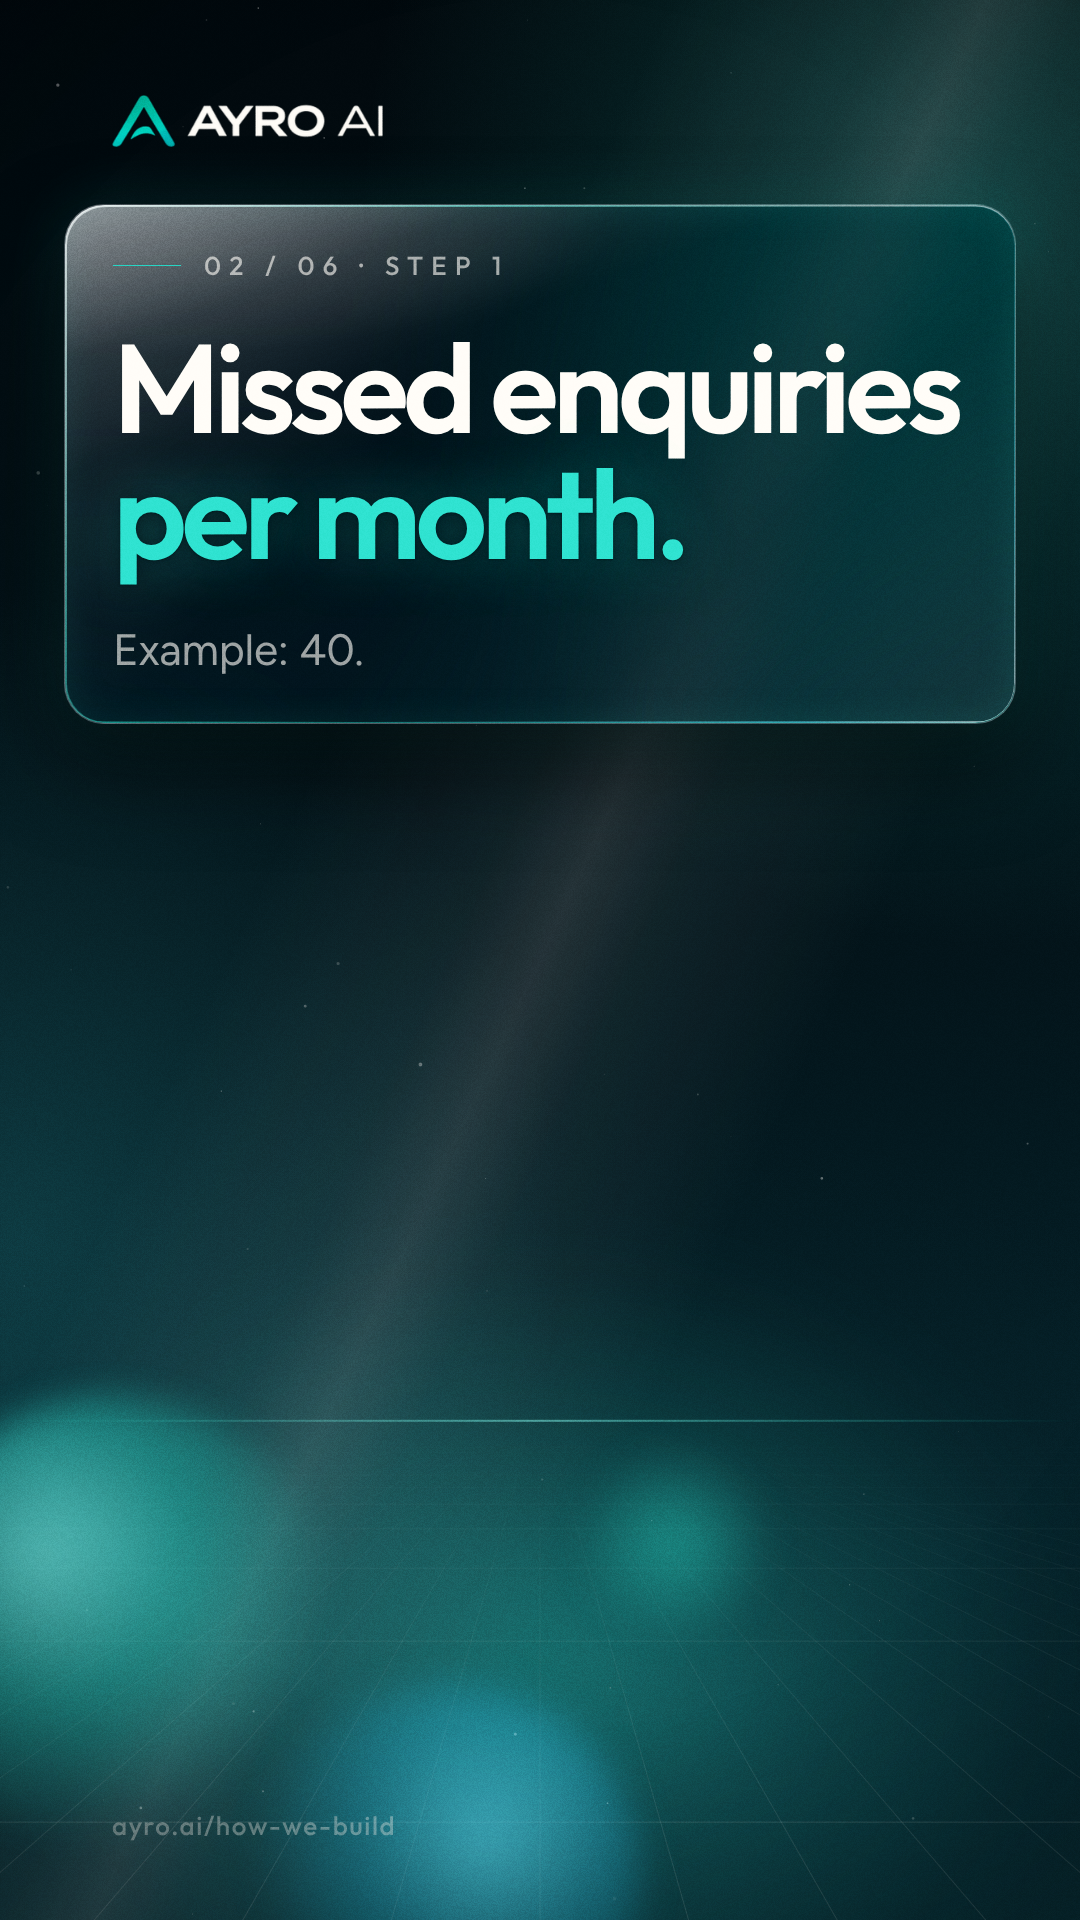 AYRO AI
02 / 06 · STEP 1
Missed enquiries
per month.
Example: 40.
ayro.ai/how-we-build